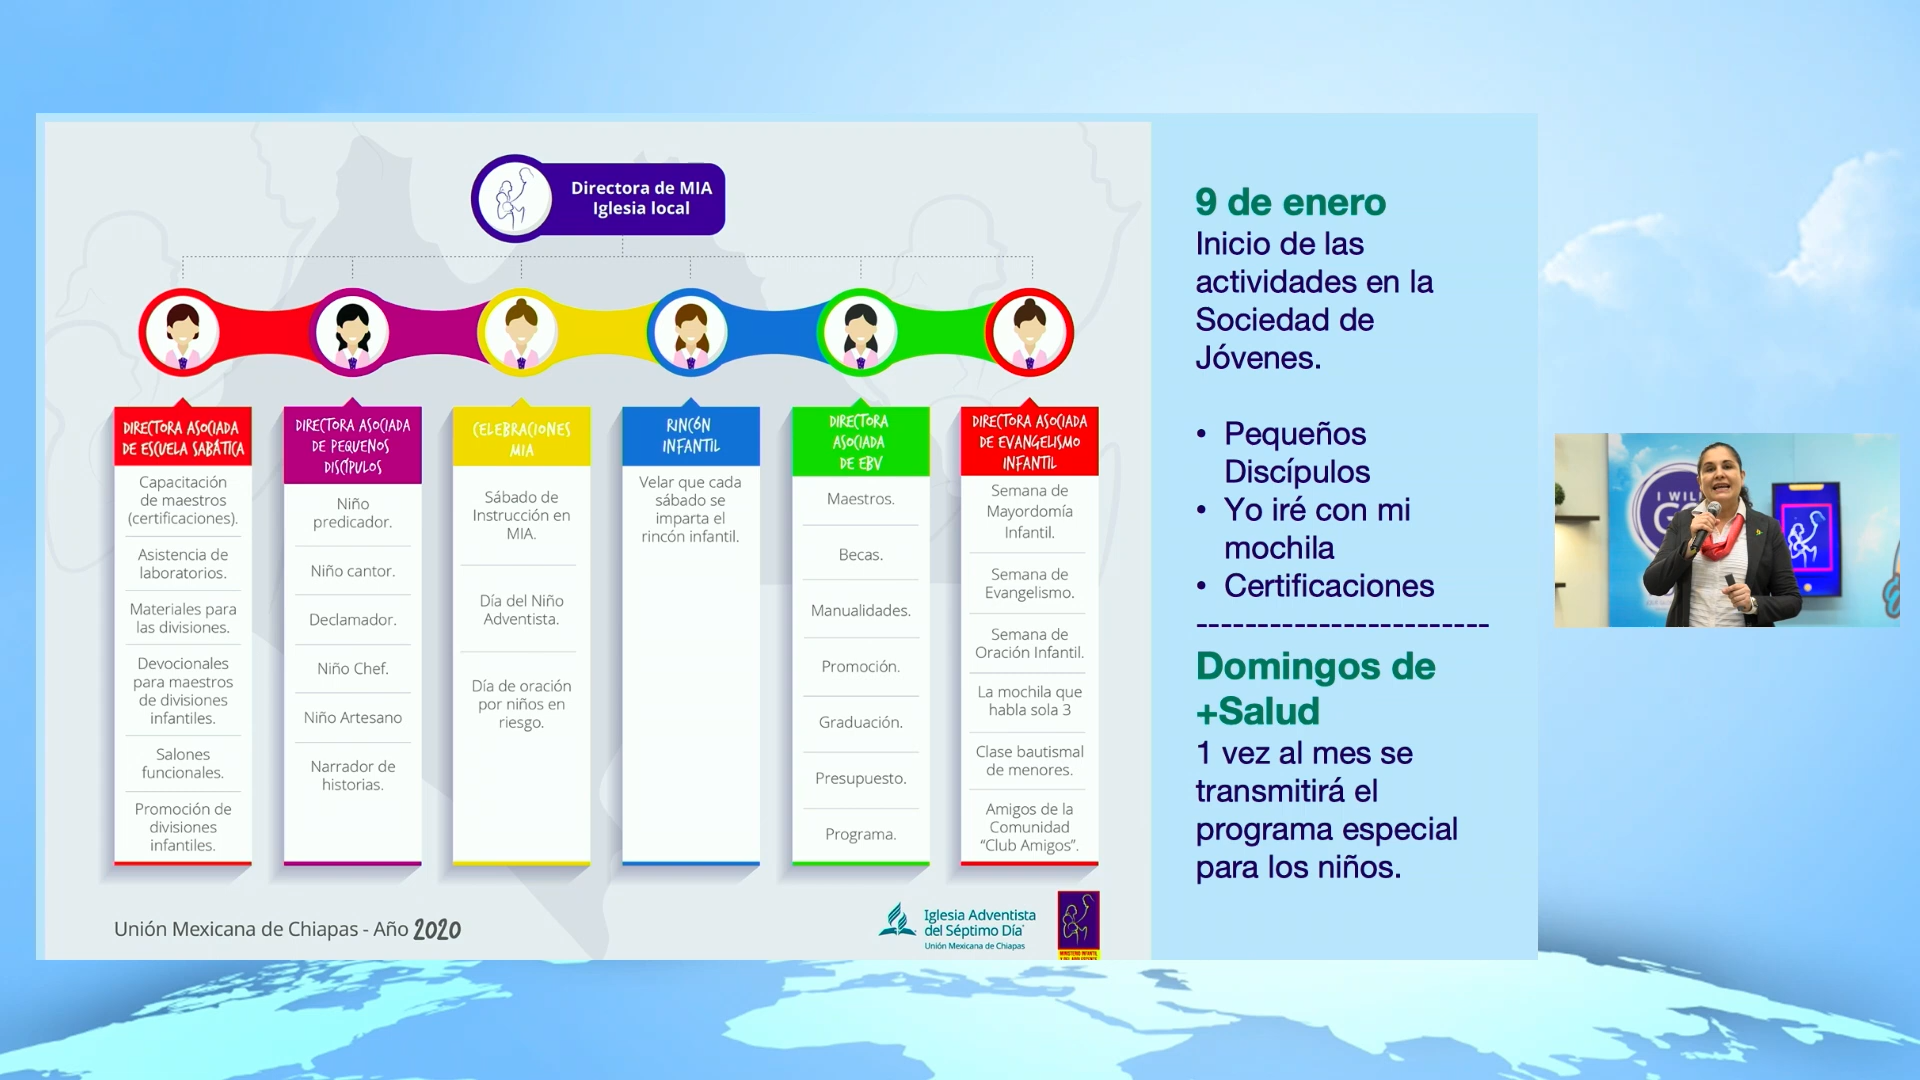 Directora de MIA
Iglesia local
DIRECTORA ASOCIADA
DE ESCUELA SABÁTICA
Capacitación
de maestros
(certificaciones).
Asistencia de
laboratorios.
Materiales para
las divisiones.
Devocionales
para maestros
de divisiones
infantiles.
Salones
funcionales.
Promoción de
divisiones
infantiles.
DIRECTORA ASOCIADA
DE PEQUENOS
DISCÍPULOS
Niño
predicador.
Niño cantor.
Declamador.
Niño Chef.
Niño Artesano
Narrador de
historias.
CELEBRACIONES
MIA
Sábado de
Instrucción en
MIA.
Día del Niño
Adventista.
Día de oración
por niños en
riesgo.
RINCÓN
INFANTIL
Velar que cada
sábado se
imparta el
rincón infantil.
DIRECTORA
ASOCIADA
DE EBV
Maestros.
Becas.
Manualidades.
Promoción.
Graduación.
Presupuesto.
Programa.
DIRECTORA ASOCIADA
DE EVANGELISMO
INFANTIL
Semana de
Mayordomía
Infantil.
Semana de
Evangelismo.
Semana de
Oración Infantil.
La mochila que
habla sola 3
Clase bautismal
de menores.
Amigos de la
Comunidad
“Club Amigos”.
Unión Mexicana de Chiapas - Año 2020
Iglesia Adventista
del Séptimo Día
Unión Mexicana de Chiapas
9 de enero
Inicio de las
actividades en la
Sociedad de
Jóvenes.
• Pequeños
Discípulos
• Yo iré con mi
mochila
• Certificaciones
------------------------
Domingos de
+Salud
1 vez al mes se
transmitirá el
programa especial
para los niños.
I WILL